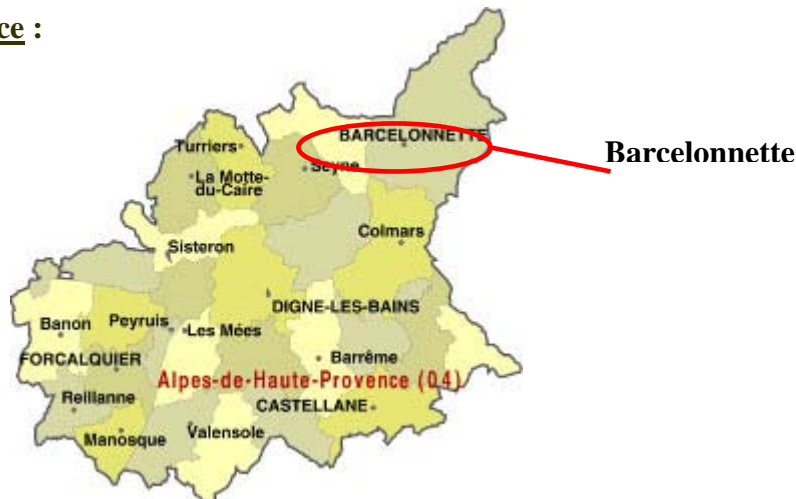 ce :
BARCELONNETTE
Barcelonnette
Turriers
Seyne
La Motte-
du-Caire
Colmars
Sisteron
DIGNE-LES-BAINS
Banon
Peyruis
Les Mées
FORCALQUIER
Barrême
Alpes-de-Haute-Provence (04)
Reillanne
CASTELLANE
Manosque
Valensole